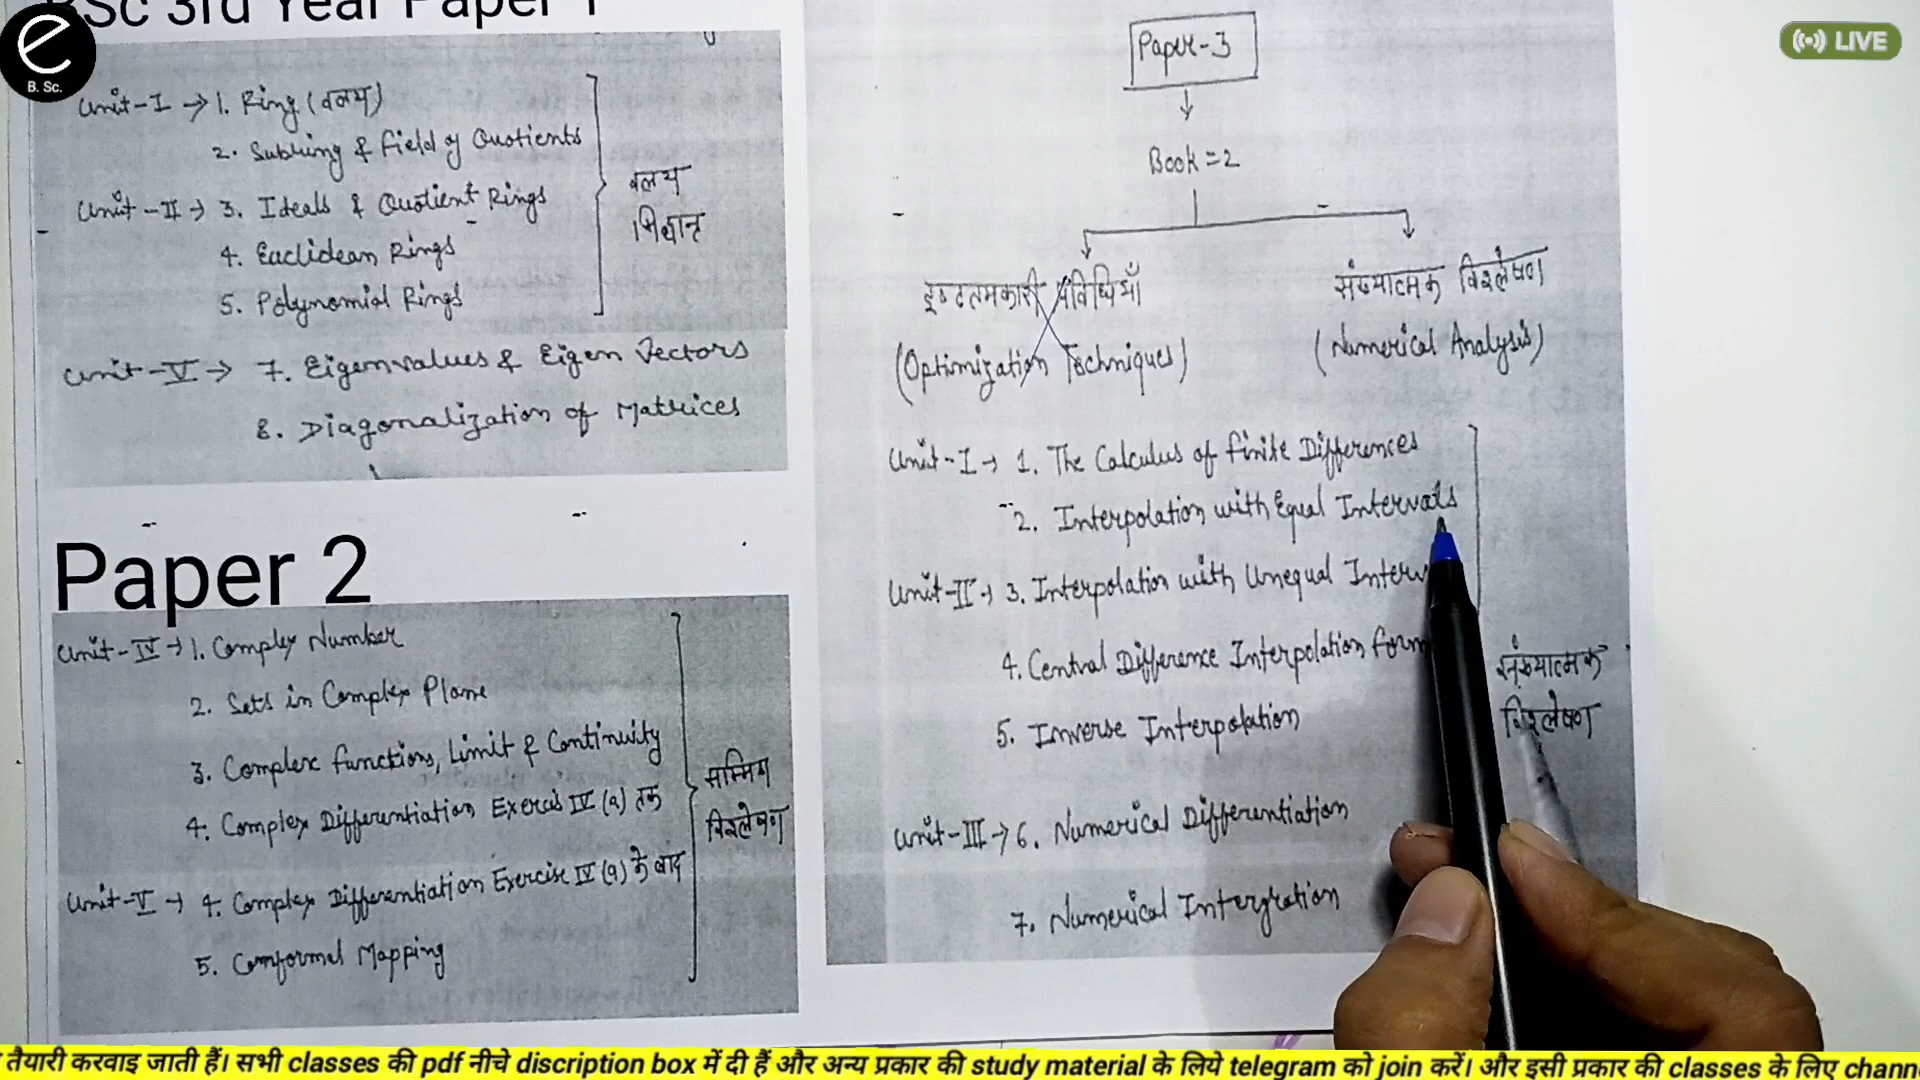 BSc 3rd Year Paper 1
B. Sc.
Unit-I → 1. Ring (वलय)
2. Subring & Field of Quotients
Unit-II → 3. Ideals & Quotient Rings
4. Euclidean Rings
5. Polynomial Rings
वलय
सिद्धान्त
Unit-V → 7. Eigenvalues & Eigen Vectors
8. Diagonalization of Matrices
Paper 2
Unit-IV → 1. Complex Number
2. Sets in Complex Plane
3. Complex Functions, Limit & Continuity
4. Complex Differentiation Exercis IV (a) तक
Unit-V → 4. Complex Differentiation Exercise IV (a) के बाद
5. Conformal Mapping
सम्मिश्र
विश्लेषण
Paper-3
Book = 2
इष्टतमकारी प्रविधियाँ
(Optimization Techniques)
संख्यात्मक विश्लेषण
(Numerical Analysis)
Unit-I → 1. The Calculus of Finite Differences
2. Interpolation with Equal Intervals
Unit-II → 3. Interpolation with Unequal Interv
4. Central Difference Interpolation Form
5. Inverse Interpolation
Unit-III → 6. Numerical Differentiation
7. Numerical Intergration
संख्यात्मक
विश्लेषण
LIVE
तैयारी करवाइ जाती हैं। सभी classes की pdf नीचे discription box में दी हैं और अन्य प्रकार की study material के लिये telegram को join करें। और इसी प्रकार की classes के लिए chann